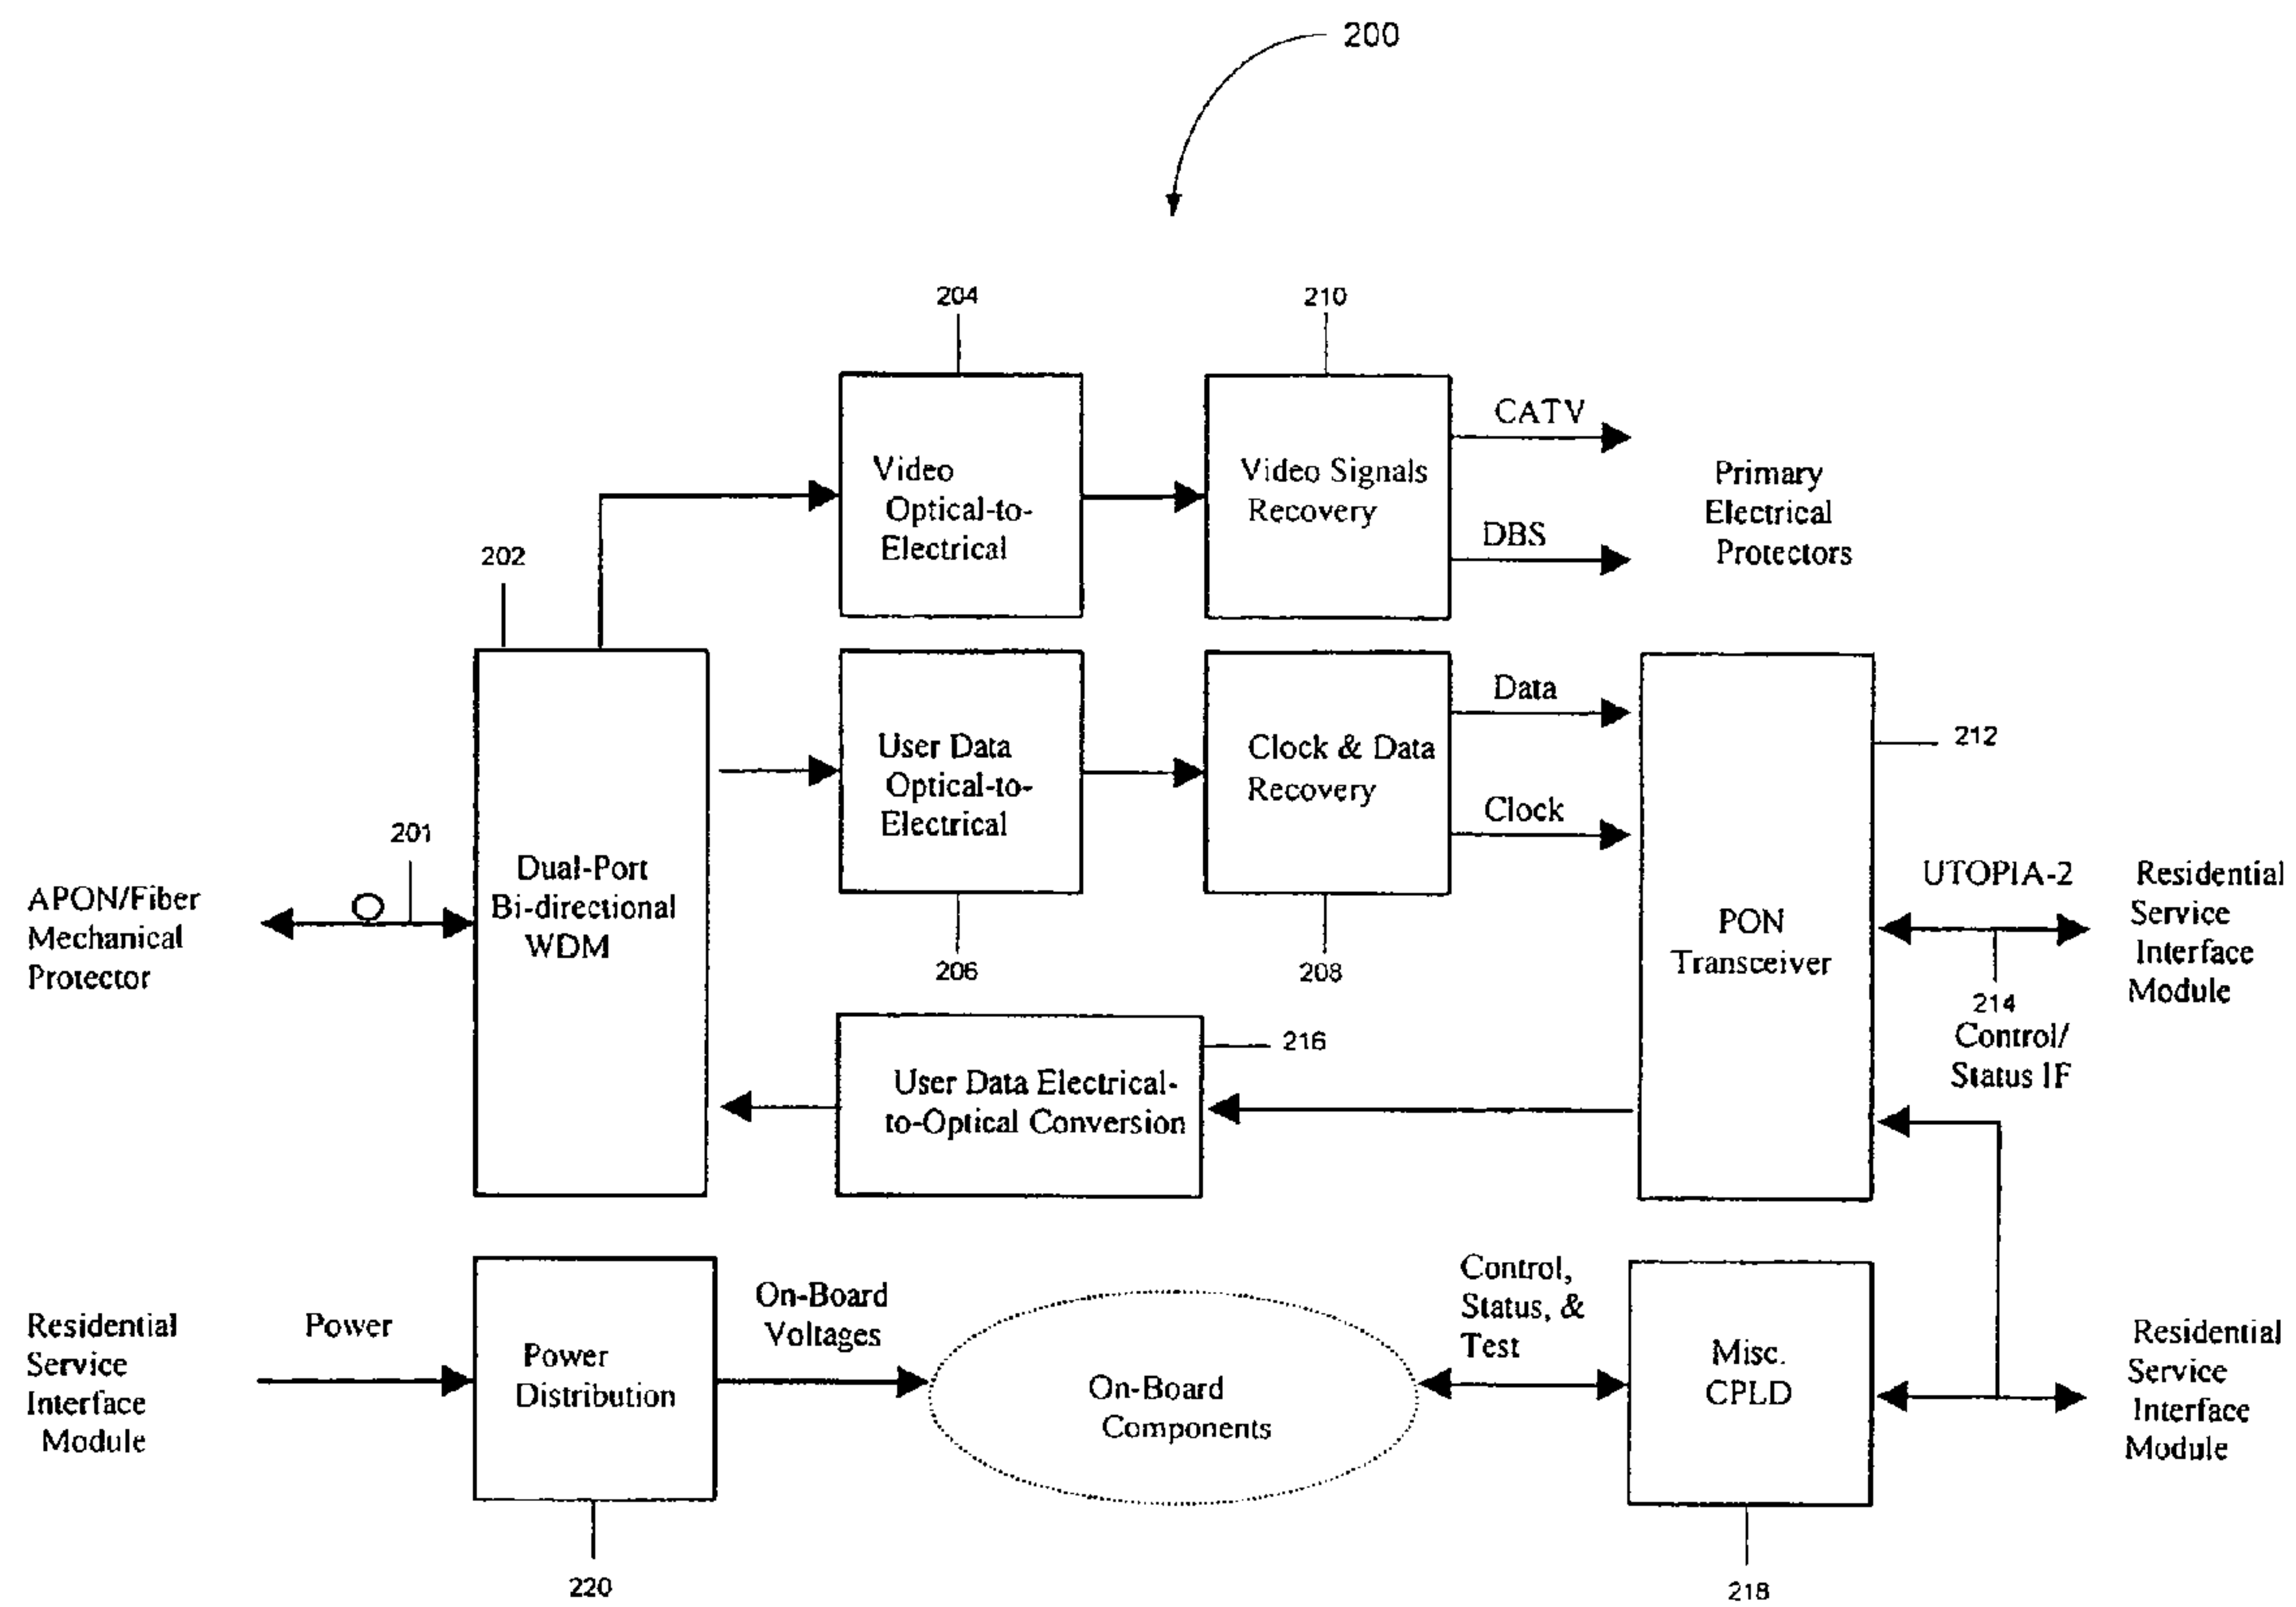 200
204
210
CATV
Video
Optical-to-
Electrical
Video Signals
Recovery
Primary
Electrical
Protectors
DBS
202
User Data
Optical-to-
Electrical
Clock & Data
Recovery
Data
Clock
212
201
APON/Fiber
Mechanical
Protector
Dual-Port
Bi-directional
WDM
206
208
PON
Transceiver
UTOPIA-2
214
Control/
Status IF
Residential
Service
Interface
Module
216
User Data Electrical-
to-Optical Conversion
Residential
Service
Interface
Module
Power
Power
Distribution
On-Board
Voltages
On-Board
Components
Control,
Status, &
Test
Misc.
CPLD
Residential
Service
Interface
Module
220
218